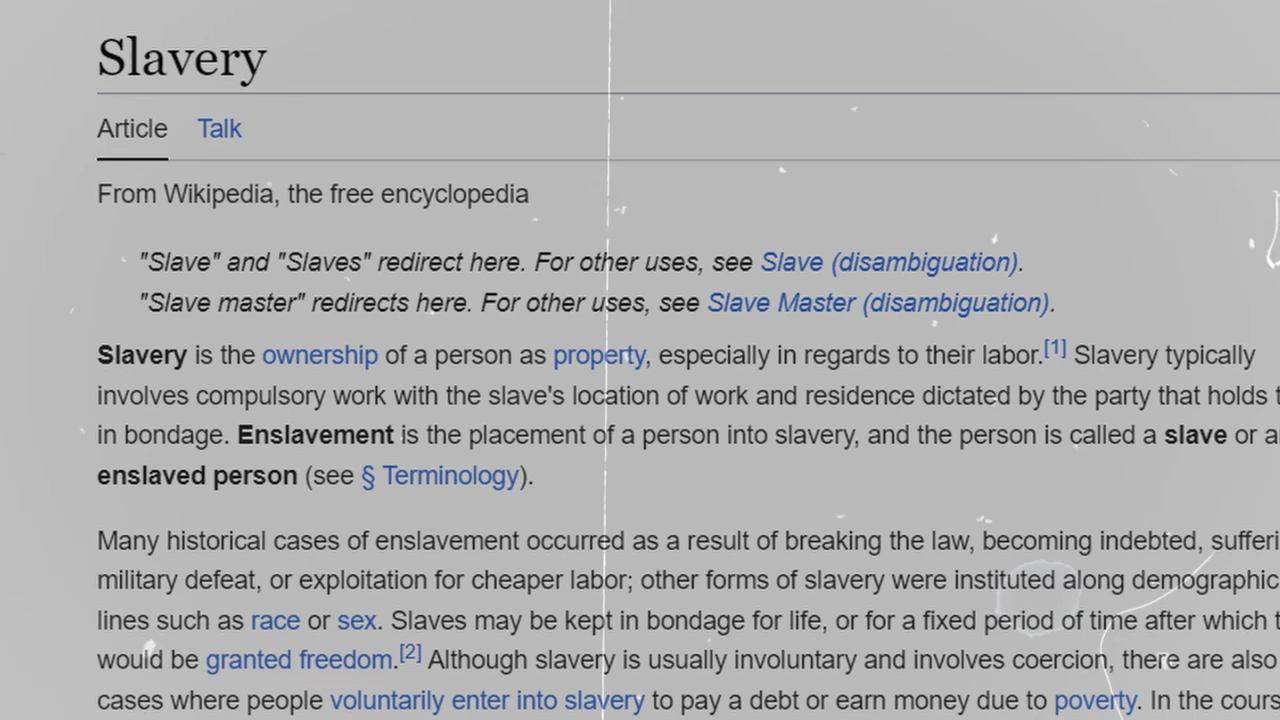 Slavery
Article Talk
From Wikipedia, the free encyclopedia
"Slave" and "Slaves" redirect here. For other uses, see Slave (disambiguation).
"Slave master" redirects here. For other uses, see Slave Master (disambiguation).
Slavery is the ownership of a person as property, especially in regards to their labor.[1] Slavery typically
involves compulsory work with the slave's location of work and residence dictated by the party that holds
in bondage. Enslavement is the placement of a person into slavery, and the person is called a slave or
enslaved person (see § Terminology).
Many historical cases of enslavement occurred as a result of breaking the law, becoming indebted,
military defeat, or exploitation for cheaper labor; other forms of slavery were instituted along demographic
lines such as race or sex. Slaves may be kept in bondage for life, or for a fixed period of time after which
would be granted freedom.[2] Although slavery is usually involuntary and involves coercion, there are also
cases where people voluntarily enter into slavery to pay a debt or earn money due to poverty. In the